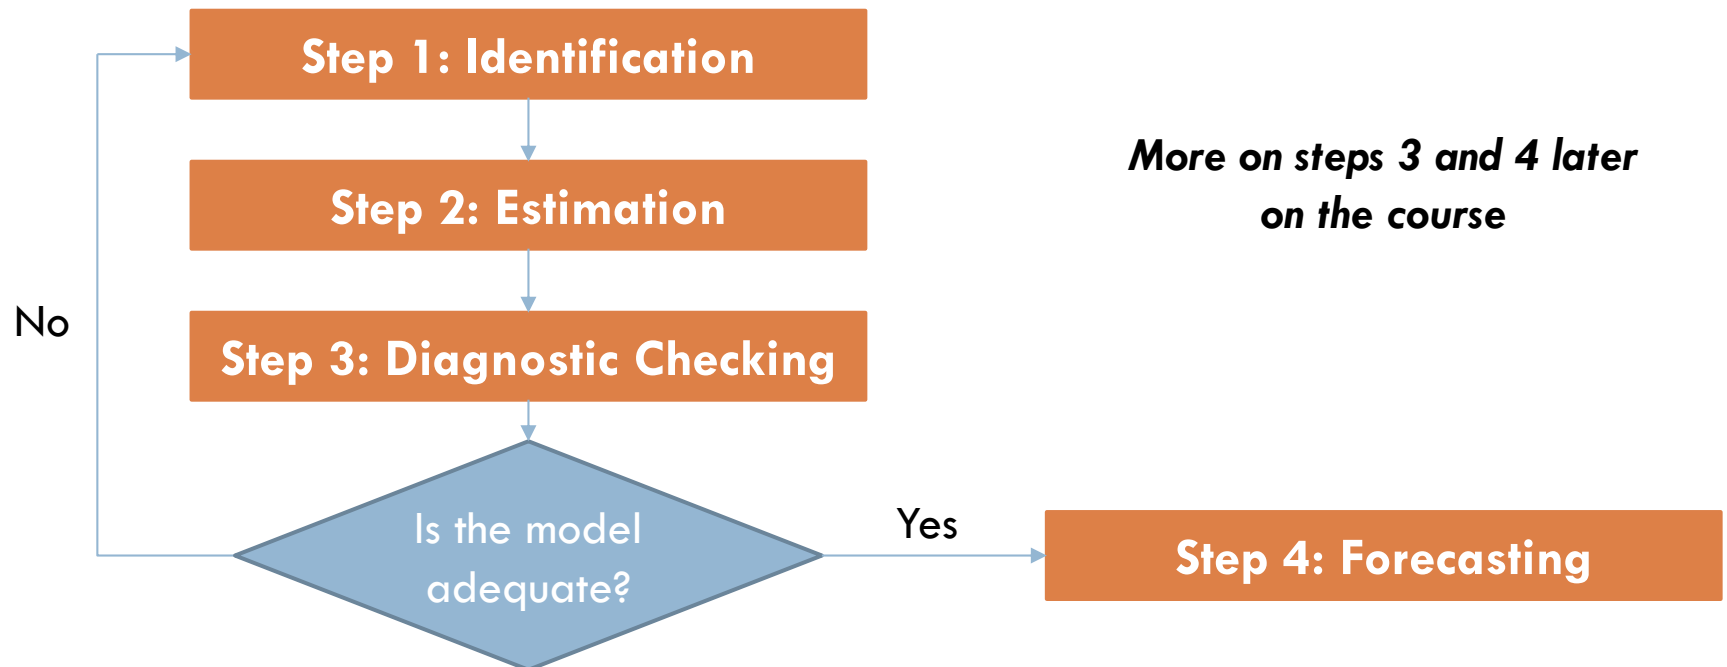 Step 1: Identification
More on steps 3 and 4 later
on the course
Step 2: Estimation
No
Step 3: Diagnostic Checking
Is the model
adequate?
Yes
Step 4: Forecasting